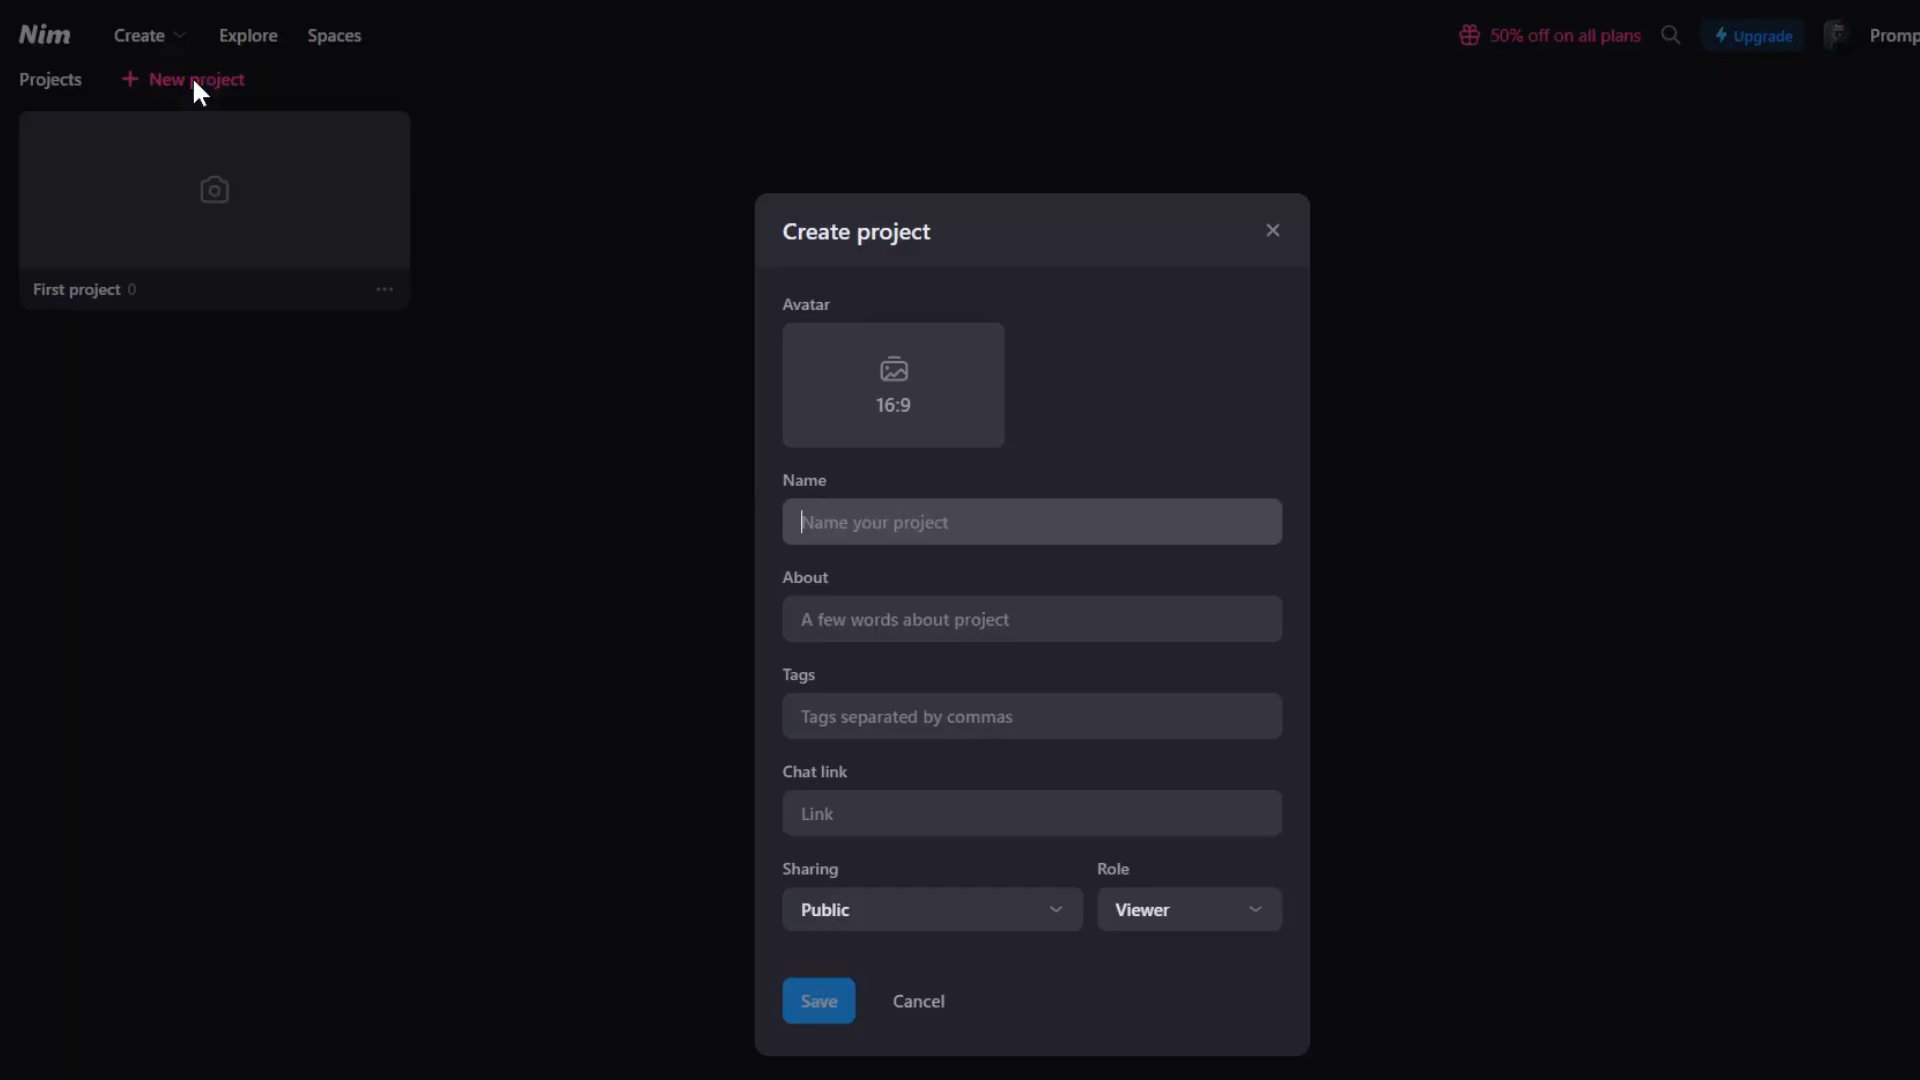 Nim Create Explore Spaces 50% off on all plans Upgrade Promp
Projects + New project
First project 0
Create project
Avatar
16:9
Name
Name your project
About
A few words about project
Tags
Tags separated by commas
Chat link
Link
Sharing Role
Public Viewer
Save Cancel